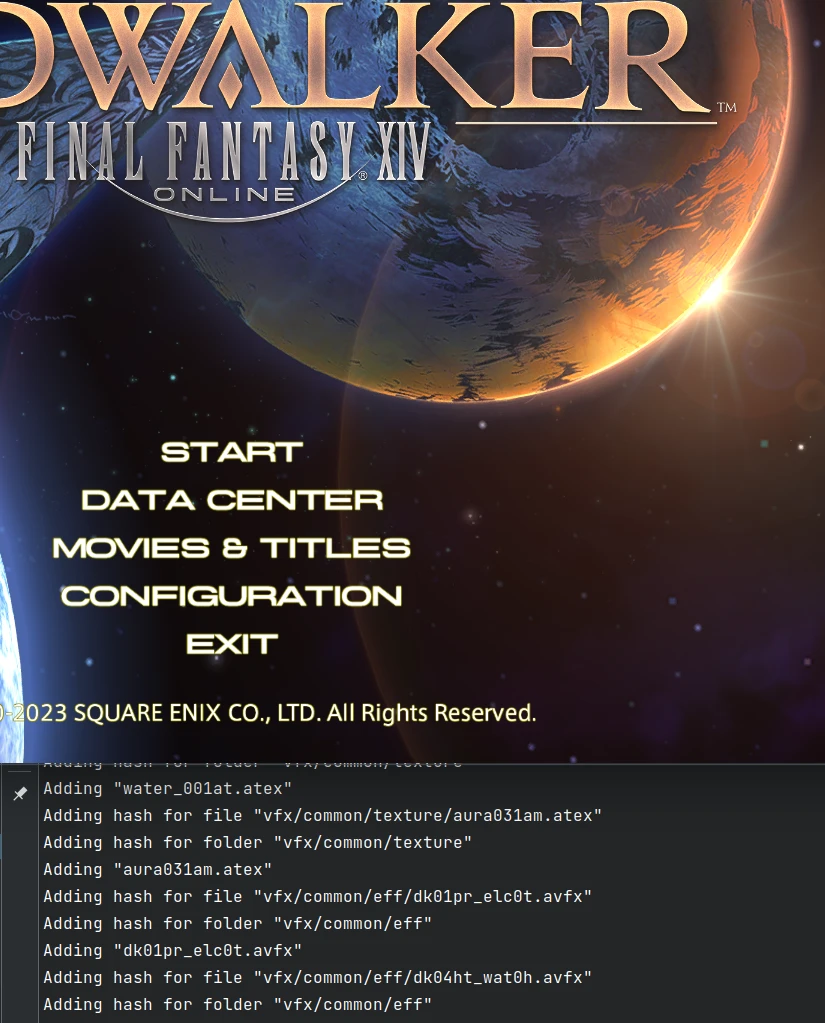 DWALKER™
FINAL FANTASY® XIV
ONLINE
START
DATA CENTER
MOVIES & TITLES
CONFIGURATION
EXIT
-2023 SQUARE ENIX CO., LTD. All Rights Reserved.
Adding hash for folder "vfx/common/texture"
Adding "water_001at.atex"
Adding hash for file "vfx/common/texture/aura031am.atex"
Adding hash for folder "vfx/common/texture"
Adding "aura031am.atex"
Adding hash for file "vfx/common/eff/dk01pr_elc0t.avfx"
Adding hash for folder "vfx/common/eff"
Adding "dk01pr_elc0t.avfx"
Adding hash for file "vfx/common/eff/dk04ht_wat0h.avfx"
Adding hash for folder "vfx/common/eff"